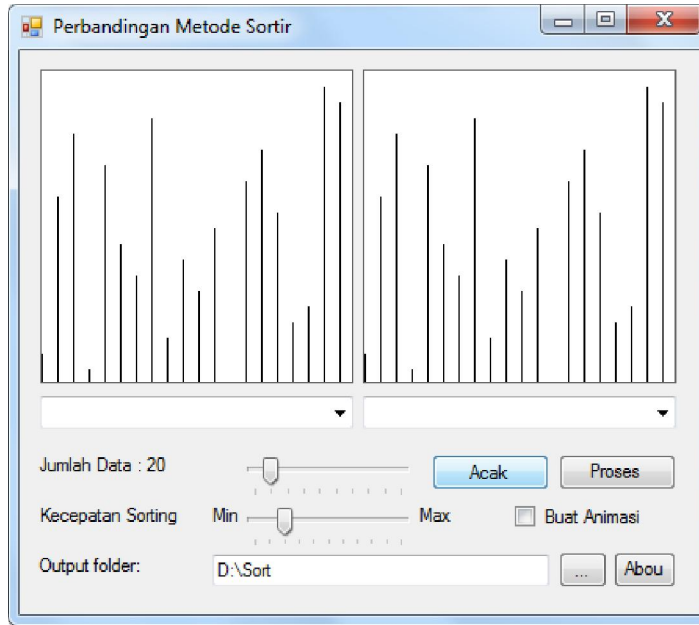 Perbandingan Metode Sortir
Jumlah Data : 20
Acak
Proses
Kecepatan Sorting
Min
Max
Buat Animasi
Output folder:
D:\Sort
...
Abou